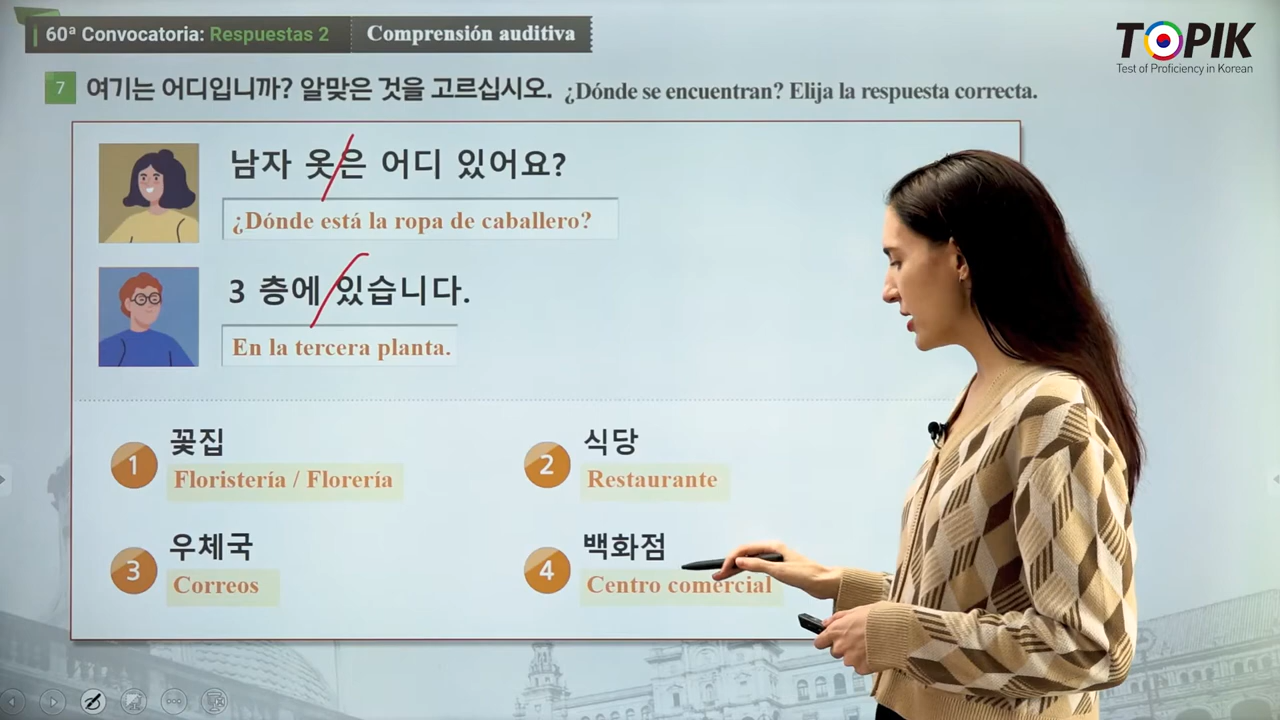 60ª Convocatoria: Respuestas 2 Comprensión auditiva
TOPIK
Test of Proficiency in Korean
7 여기는 어디입니까? 알맞은 것을 고르십시오. ¿Dónde se encuentran? Elija la respuesta correcta.
남자 옷은 어디 있어요?
¿Dónde está la ropa de caballero?
3 층에 있습니다.
En la tercera planta.
1 꽃집
Floristería / Florería
2 식당
Restaurante
3 우체국
Correos
4 백화점
Centro comercial